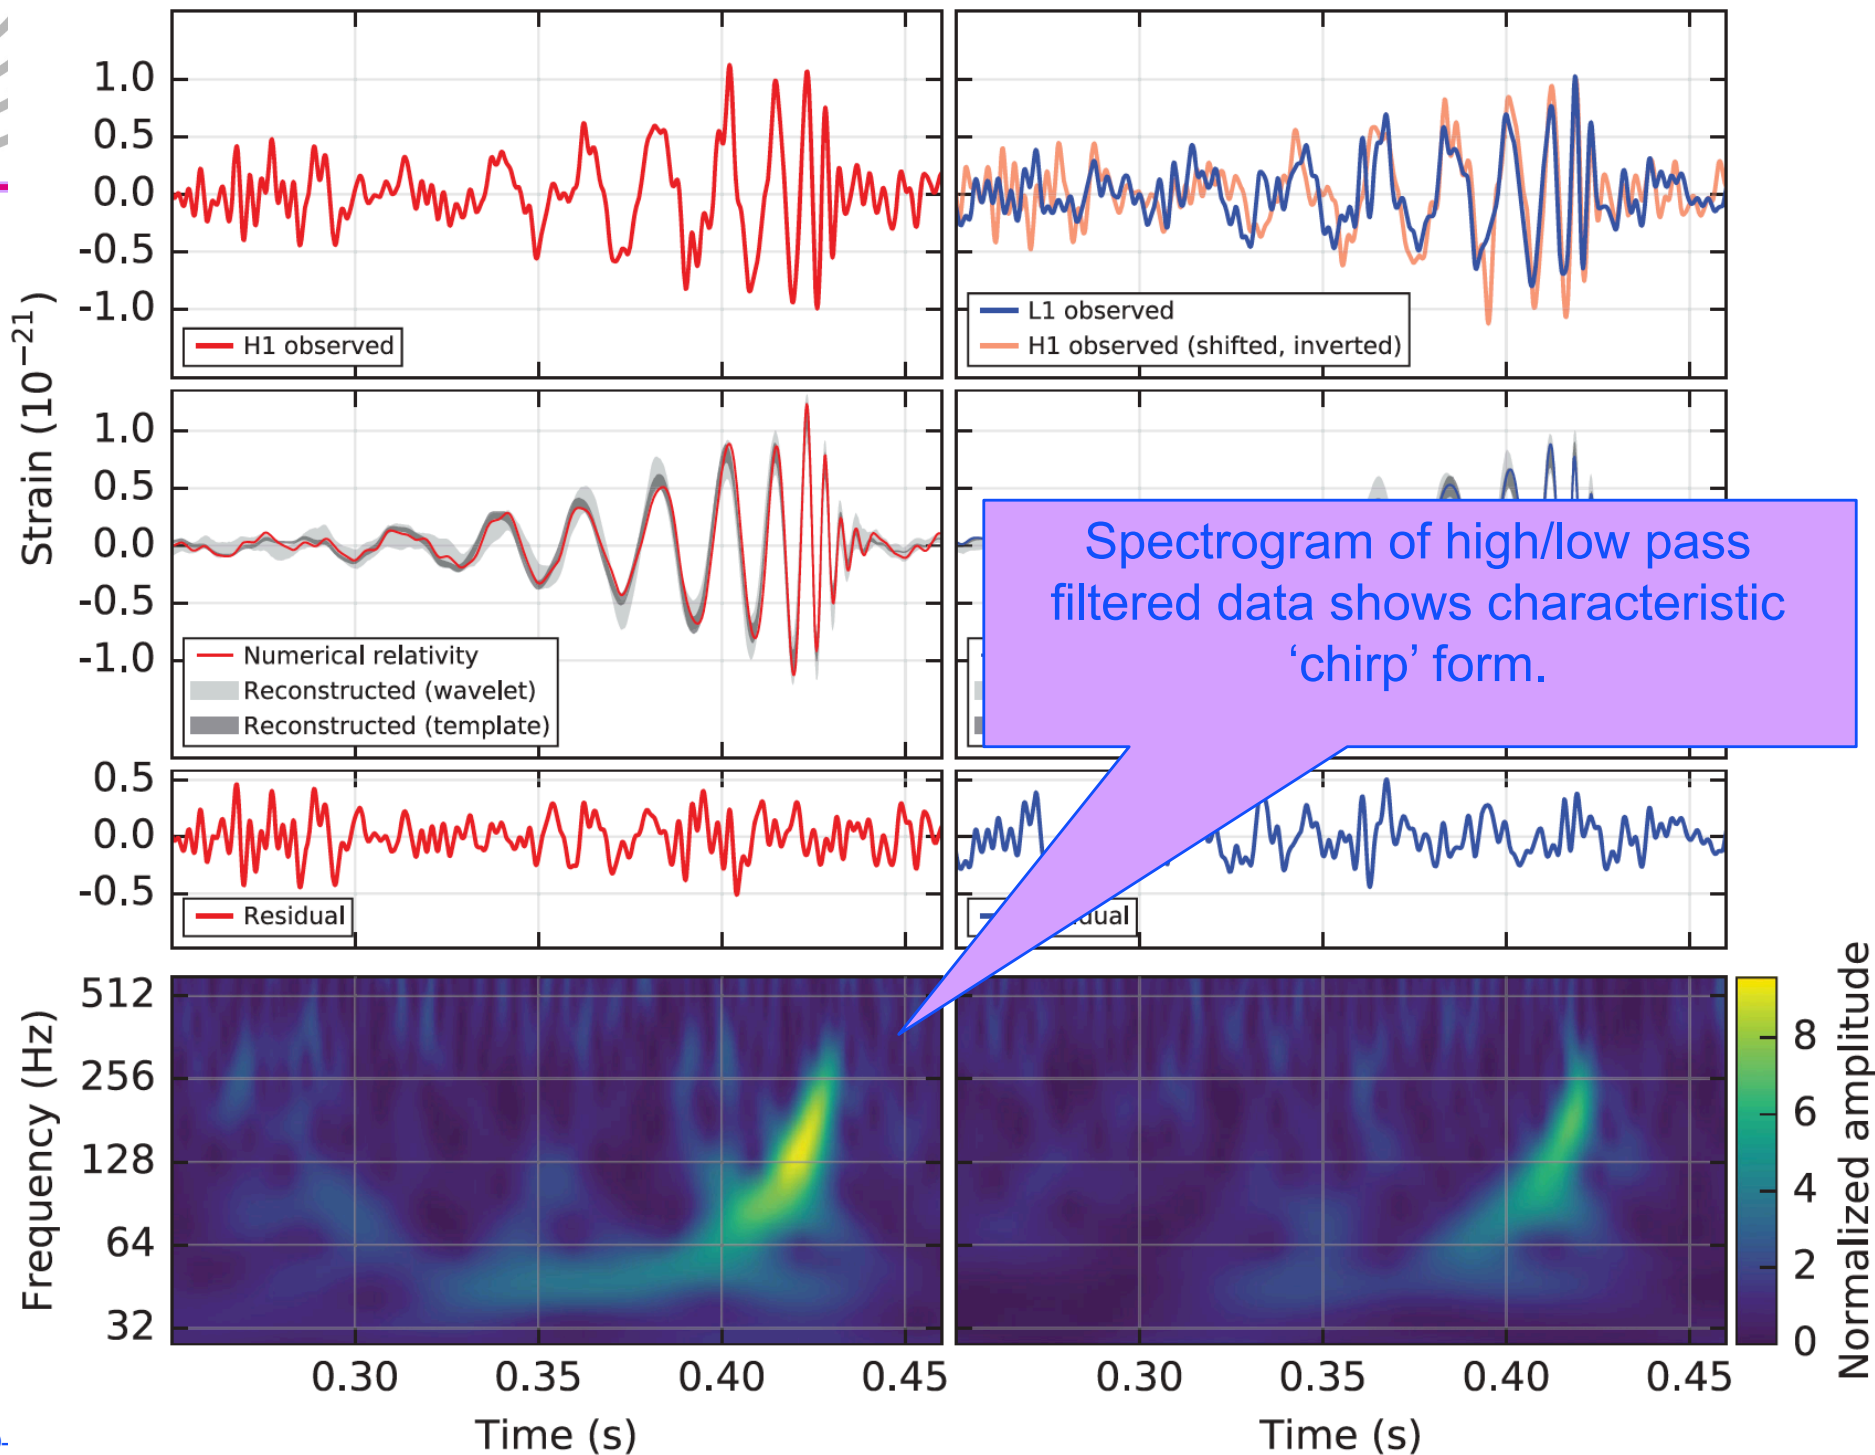 1.0
0.5
0.0
-0.5
-1.0
H1 observed
L1 observed
H1 observed (shifted, inverted)
Strain (10⁻²¹)
1.0
0.5
0.0
-0.5
-1.0
Numerical relativity
Reconstructed (wavelet)
Reconstructed (template)
Spectrogram of high/low pass
filtered data shows characteristic
‘chirp’ form.
0.5
0.0
-0.5
Residual
Frequency (Hz)
512
256
128
64
32
0.30 0.35 0.40 0.45
Time (s)
0.30 0.35 0.40 0.45
Time (s)
8
6
4
2
0
Normalized amplitude